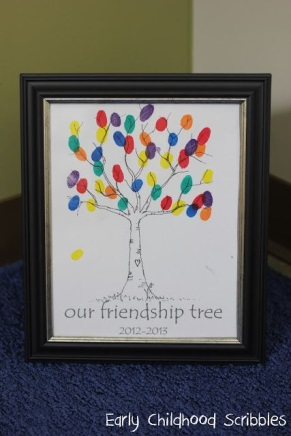 our friendship tree
2012-2013
Early Childhood Scribbles